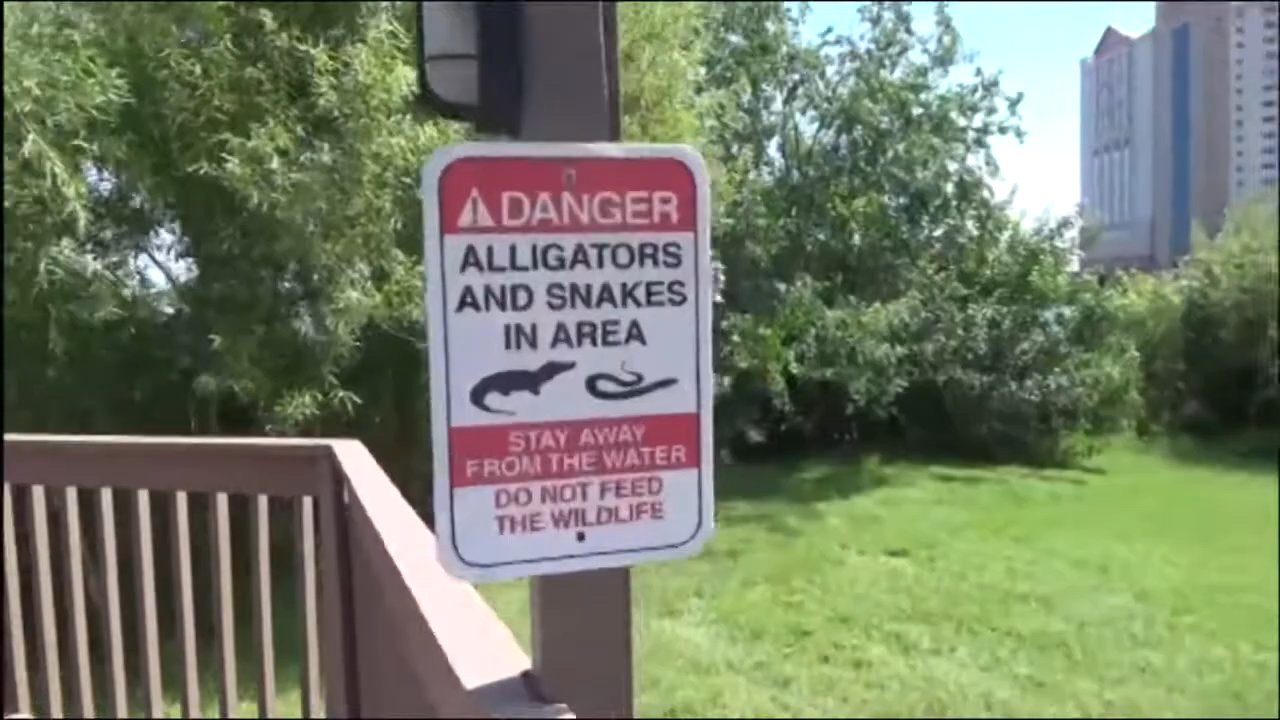 DANGER
ALLIGATORS
AND SNAKES
IN AREA
STAY AWAY
FROM THE WATER
DO NOT FEED
THE WILDLIFE